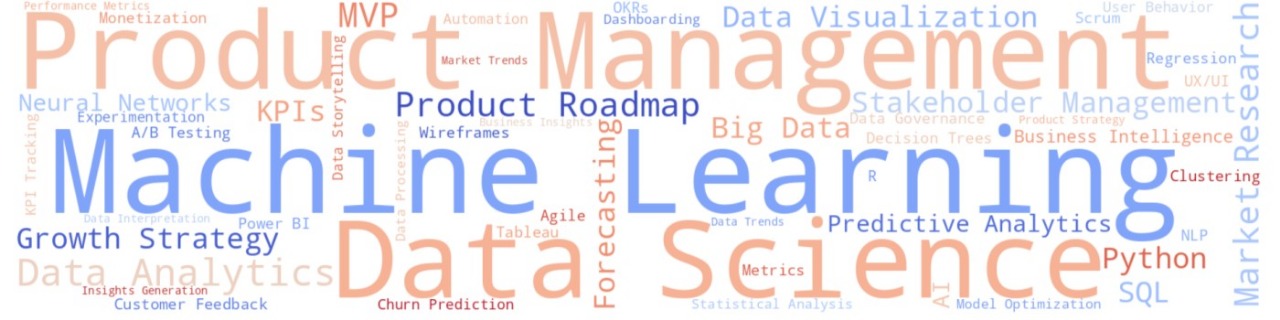 Performance Metrics
Monetization
MVP
Automation
OKRs
Dashboarding
Data Visualization
Scrum
User Behavior
Product Management
Market Trends
Regression
UX/UI
Data Storytelling
Market Research
Neural Networks
Experimentation
KPIs
Product Roadmap
Stakeholder Management
A/B Testing
Wireframes
Business Insights
Big Data
Data Governance
Product Strategy
Decision Trees
Business Intelligence
KPI Tracking
Data Processing
Forecasting
Machine Learning
R
Clustering
Data Interpretation
Power BI
Agile
Tableau
Data Trends
Predictive Analytics
NLP
Growth Strategy
Data Science
Data Analytics
Metrics
Python
Insights Generation
Customer Feedback
Churn Prediction
Statistical Analysis
AI
Model Optimization
SQL